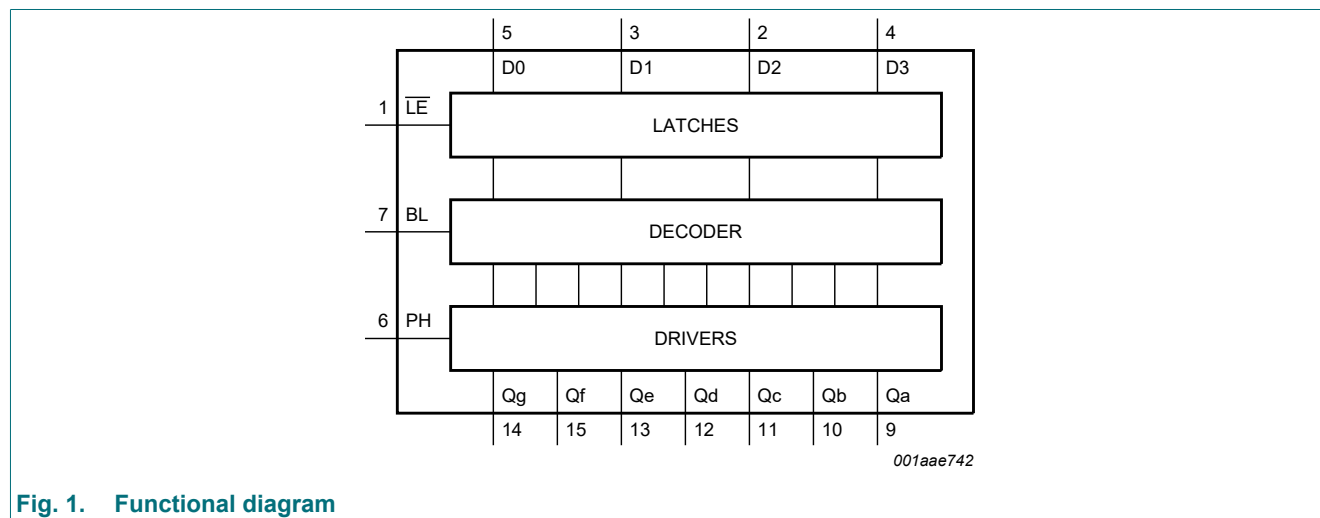 5 3 2 4
D0 D1 D2 D3
1 L̅E̅
LATCHES
7 BL
DECODER
6 PH
DRIVERS
Qg Qf Qe Qd Qc Qb Qa
14 15 13 12 11 10 9
001aae742
Fig. 1. Functional diagram